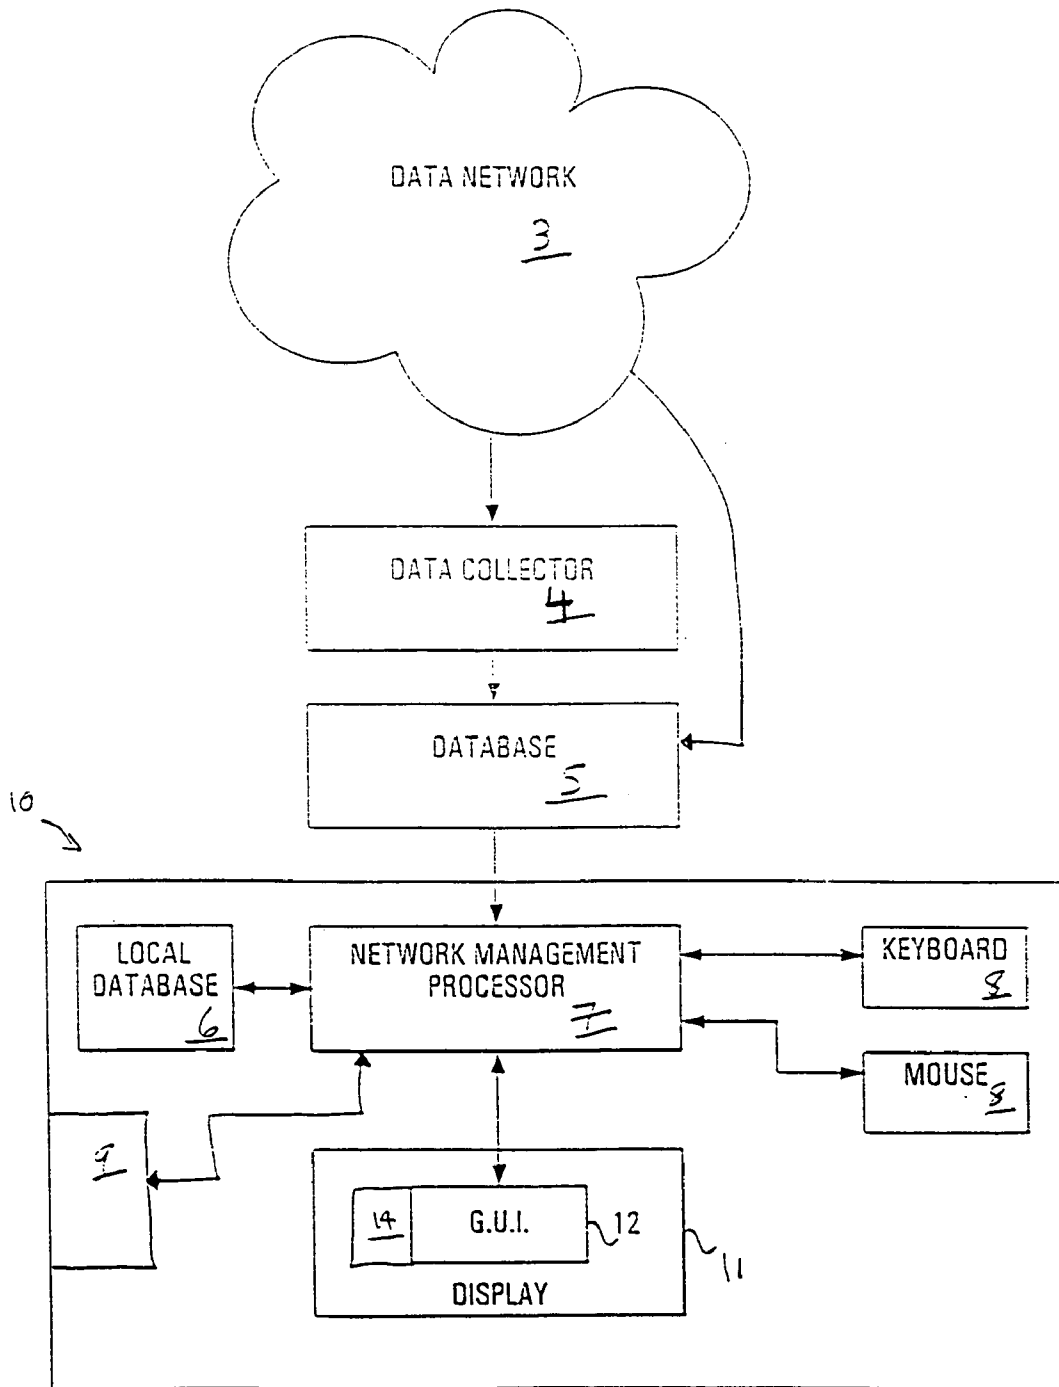 DATA NETWORK
3
DATA COLLECTOR
4
DATABASE
5
10
LOCAL
DATABASE
6
NETWORK MANAGEMENT
PROCESSOR
7
KEYBOARD
8
MOUSE
8
9
14
G.U.I.
12
11
DISPLAY